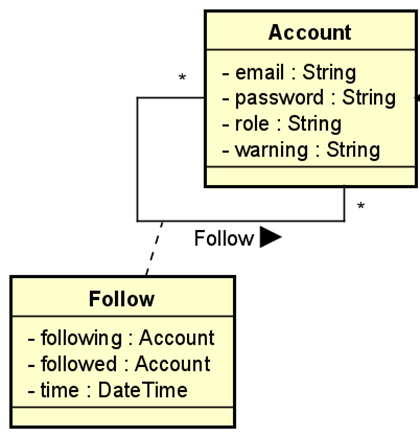 Account
- email : String
- password : String
- role : String
- warning : String
*
*
Follow ▶
Follow
- following : Account
- followed : Account
- time : DateTime